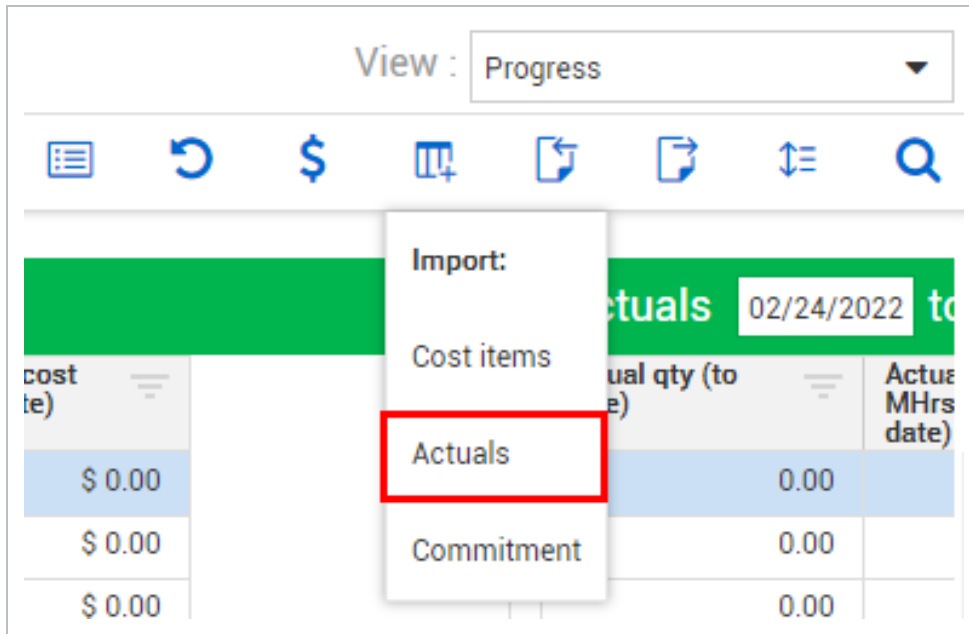 View : Progress
Import:
Cost items
Actuals
Commitment
ctuals 02/24/2022 to
cost
te)
ual qty (to
e)
Actua
MHrs
date)
$ 0.00 0.00
$ 0.00 0.00
$ 0.00 0.00